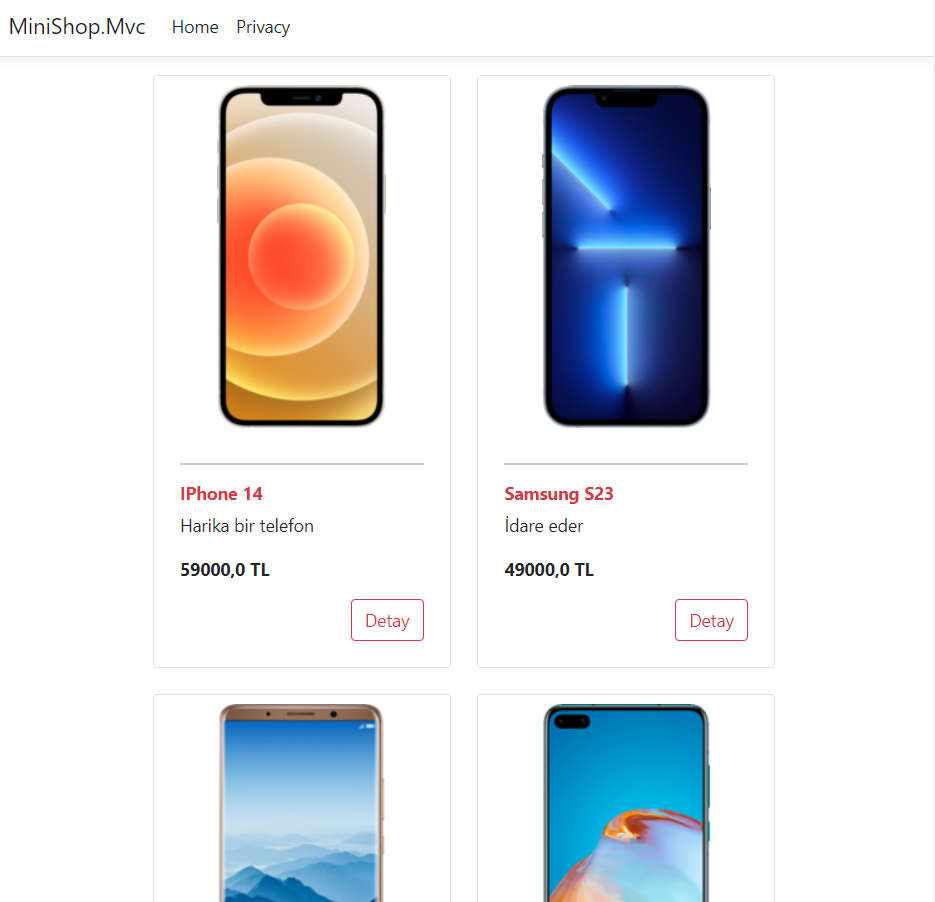 MiniShop.Mvc Home Privacy
IPhone 14
Harika bir telefon
59000,0 TL
Detay
Samsung S23
İdare eder
49000,0 TL
Detay